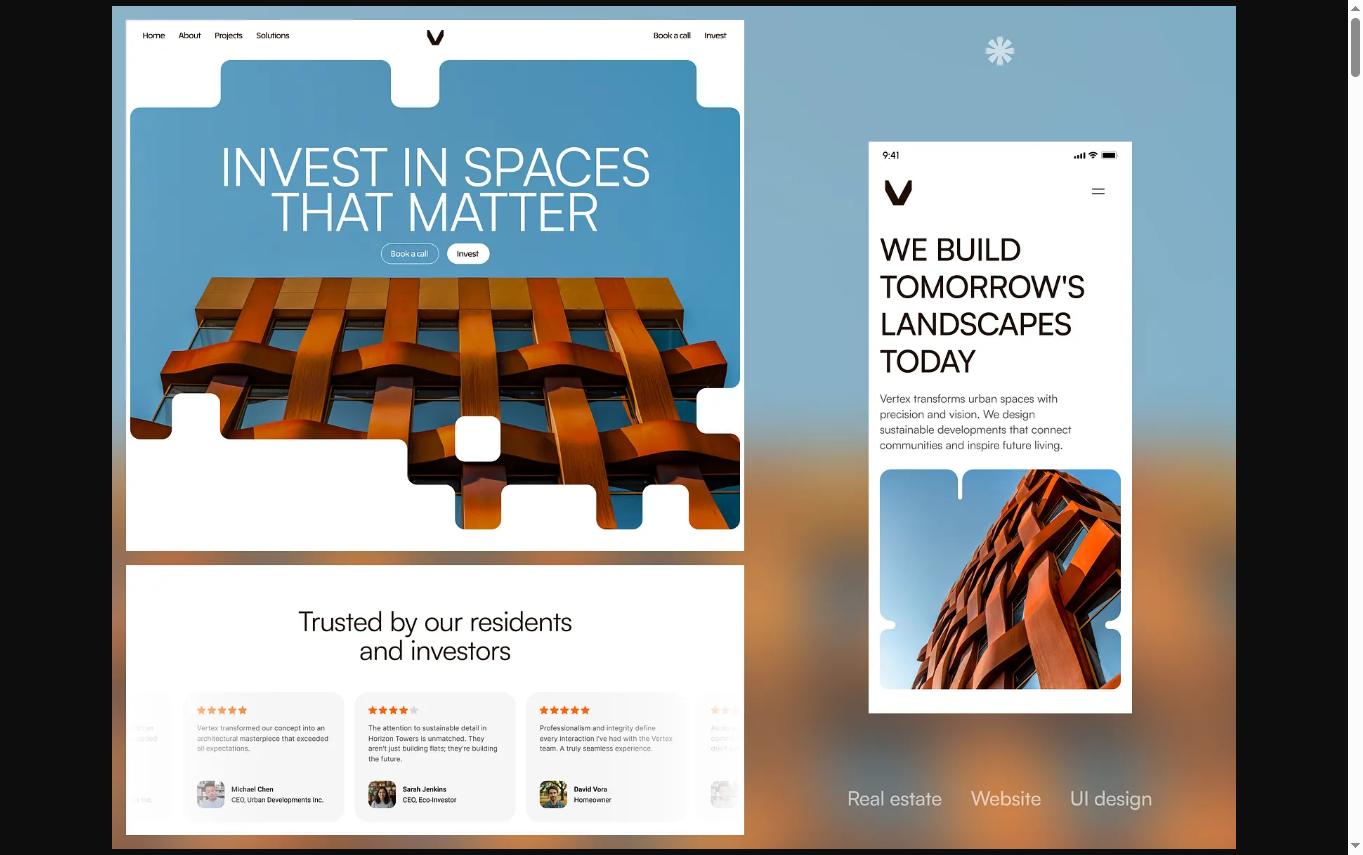 Home About Projects Solutions
Book a call Invest
INVEST IN SPACES
THAT MATTER
Book a call Invest
Trusted by our residents
and investors
Vertex transformed our concept into an
architectural masterpiece that exceeded
all expectations.
Michael Chen
CEO, Urban Developments Inc.
The attention to sustainable detail in
Horizon Towers is unmatched. They
aren't just building flats; they're building
the future.
Sarah Jenkins
CEO, Eco-Investor
Professionalism and integrity define
every interaction I've had with the Vertex
team. A truly seamless experience.
David Vora
Homeowner
9:41
WE BUILD
TOMORROW'S
LANDSCAPES
TODAY
Vertex transforms urban spaces with
precision and vision. We design
sustainable developments that connect
communities and inspire future living.
Real estate Website UI design